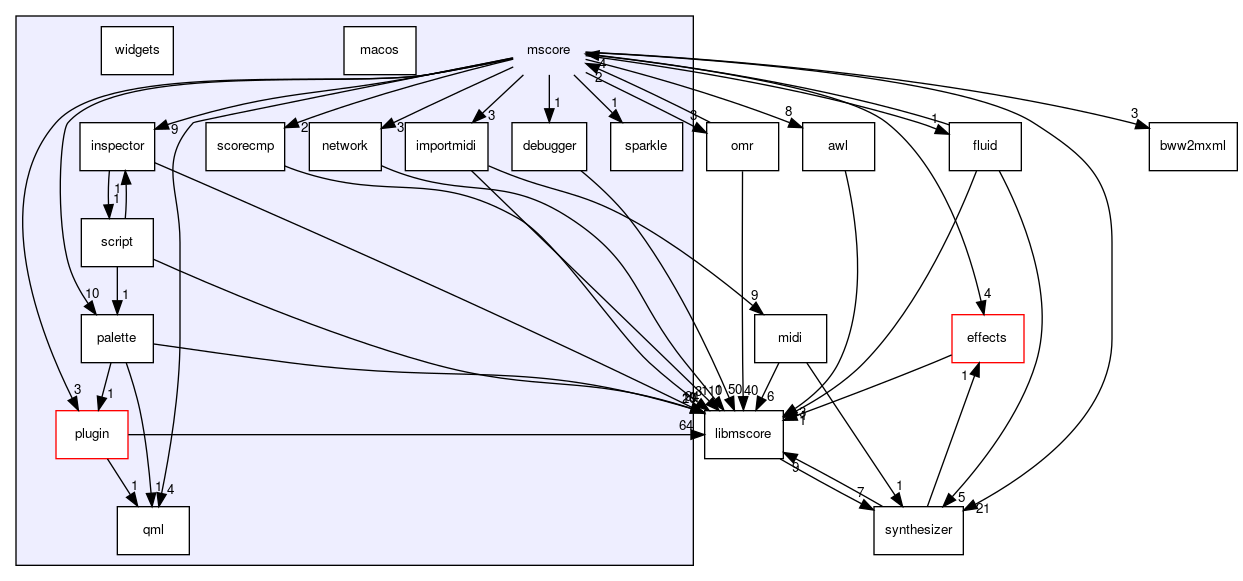 widgets
macos
mscore
4
2
1
3
1
3
8
1
3
9
2
3
inspector
scorecmp
network
importmidi
debugger
sparkle
omr
awl
fluid
bww2mxml
1
1
script
10
1
9
4
palette
midi
effects
3
1
50
40
6
1
plugin
64
libmscore
1
1
1
4
9
7
1
5
21
qml
synthesizer